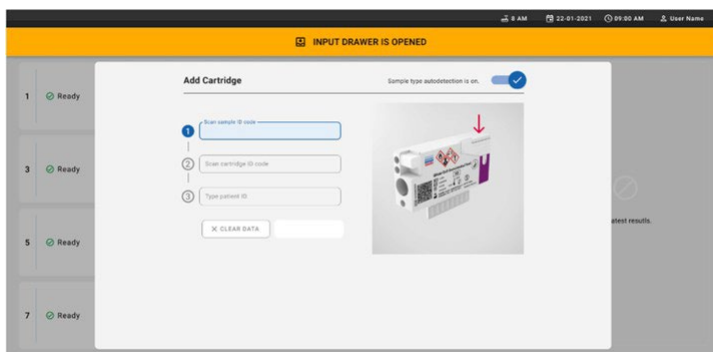 8 AM 22-01-2021 09:00 AM User Name
INPUT DRAWER IS OPENED
Add Cartridge
Sample type autodetection is on.
1 Ready
Scan sample ID code
1
2 Scan cartridge ID code
3 Ready
3 Type patient ID
atest resutls.
CLEAR DATA
5 Ready
7 Ready